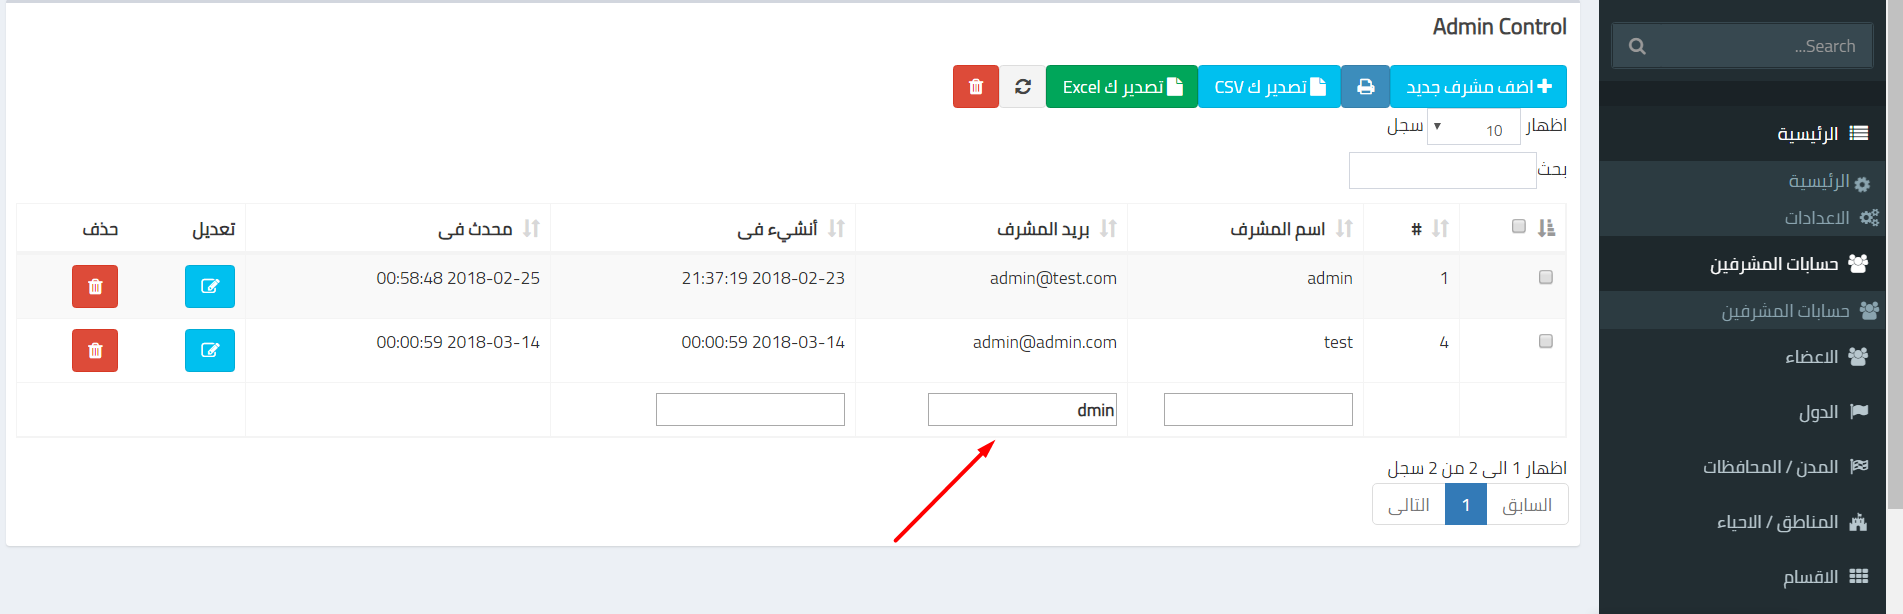 Admin Control
اضف مشرف جديد تصدير ك CSV تصدير ك Excel
اظهار 10 سجل
بحث
# اسم المشرف بريد المشرف أنشيء فى محدث فى تعديل حذف
1 admin admin@test.com 2018-02-23 21:37:19 2018-02-25 00:58:48
4 test admin@admin.com 2018-03-14 00:00:59 2018-03-14 00:00:59
dmin
اظهار 1 الى 2 من 2 سجل
السابق 1 التالى
Search...
الرئيسية
الرئيسية
الاعدادات
حسابات المشرفين
حسابات المشرفين
الاعضاء
الدول
المدن / المحافظات
المناطق / الاحياء
الاقسام